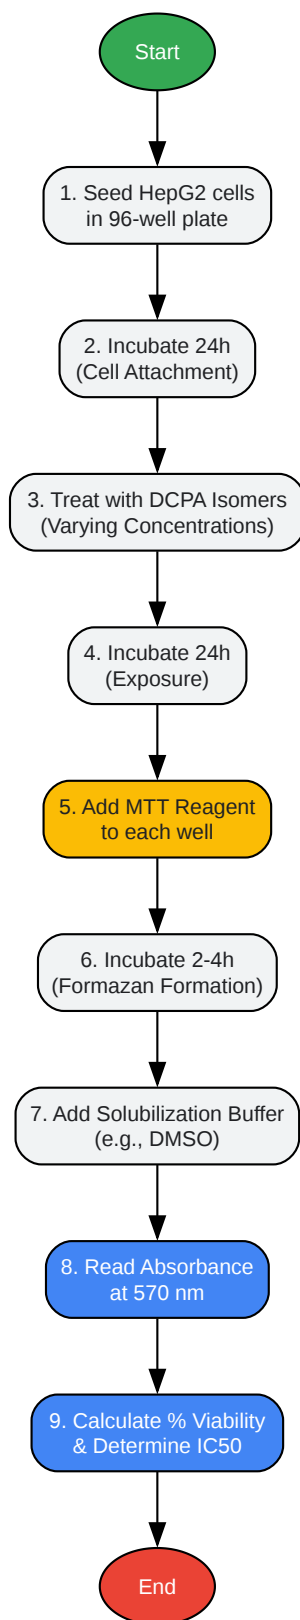 Start
1. Seed HepG2 cells
in 96-well plate
2. Incubate 24h
(Cell Attachment)
3. Treat with DCPA Isomers
(Varying Concentrations)
4. Incubate 24h
(Exposure)
5. Add MTT Reagent
to each well
6. Incubate 2-4h
(Formazan Formation)
7. Add Solubilization Buffer
(e.g., DMSO)
8. Read Absorbance
at 570 nm
9. Calculate % Viability
& Determine IC50
End